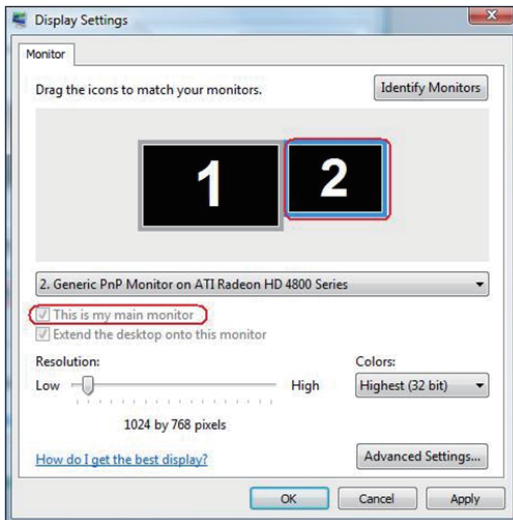 Display Settings
Monitor
Drag the icons to match your monitors.
Identify Monitors
1
2
2. Generic PnP Monitor on ATI Radeon HD 4800 Series
This is my main monitor
Extend the desktop onto this monitor
Resolution:
Colors:
Low
High
Highest (32 bit)
1024 by 768 pixels
How do I get the best display?
Advanced Settings...
OK
Cancel
Apply